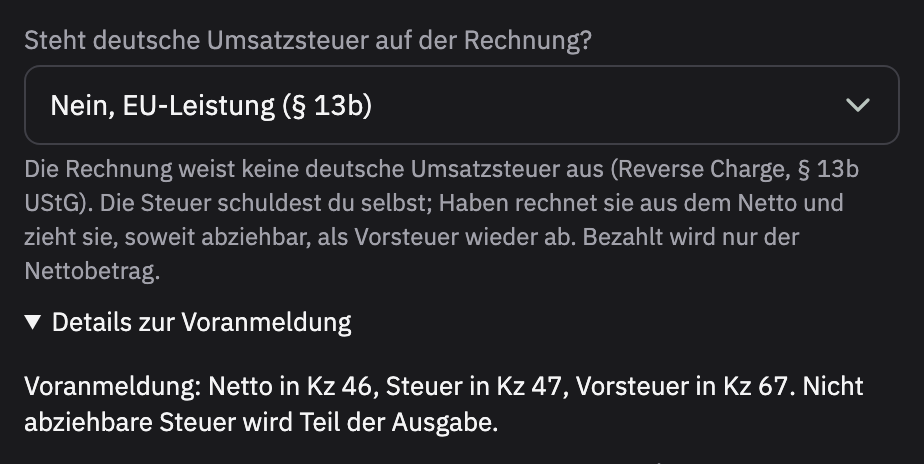 Steht deutsche Umsatzsteuer auf der Rechnung?
Nein, EU-Leistung (§ 13b)
Die Rechnung weist keine deutsche Umsatzsteuer aus (Reverse Charge, § 13b
UStG). Die Steuer schuldest du selbst; Haben rechnet sie aus dem Netto und
zieht sie, soweit abziehbar, als Vorsteuer wieder ab. Bezahlt wird nur der
Nettobetrag.
▼ Details zur Voranmeldung
Voranmeldung: Netto in Kz 46, Steuer in Kz 47, Vorsteuer in Kz 67. Nicht
abziehbare Steuer wird Teil der Ausgabe.